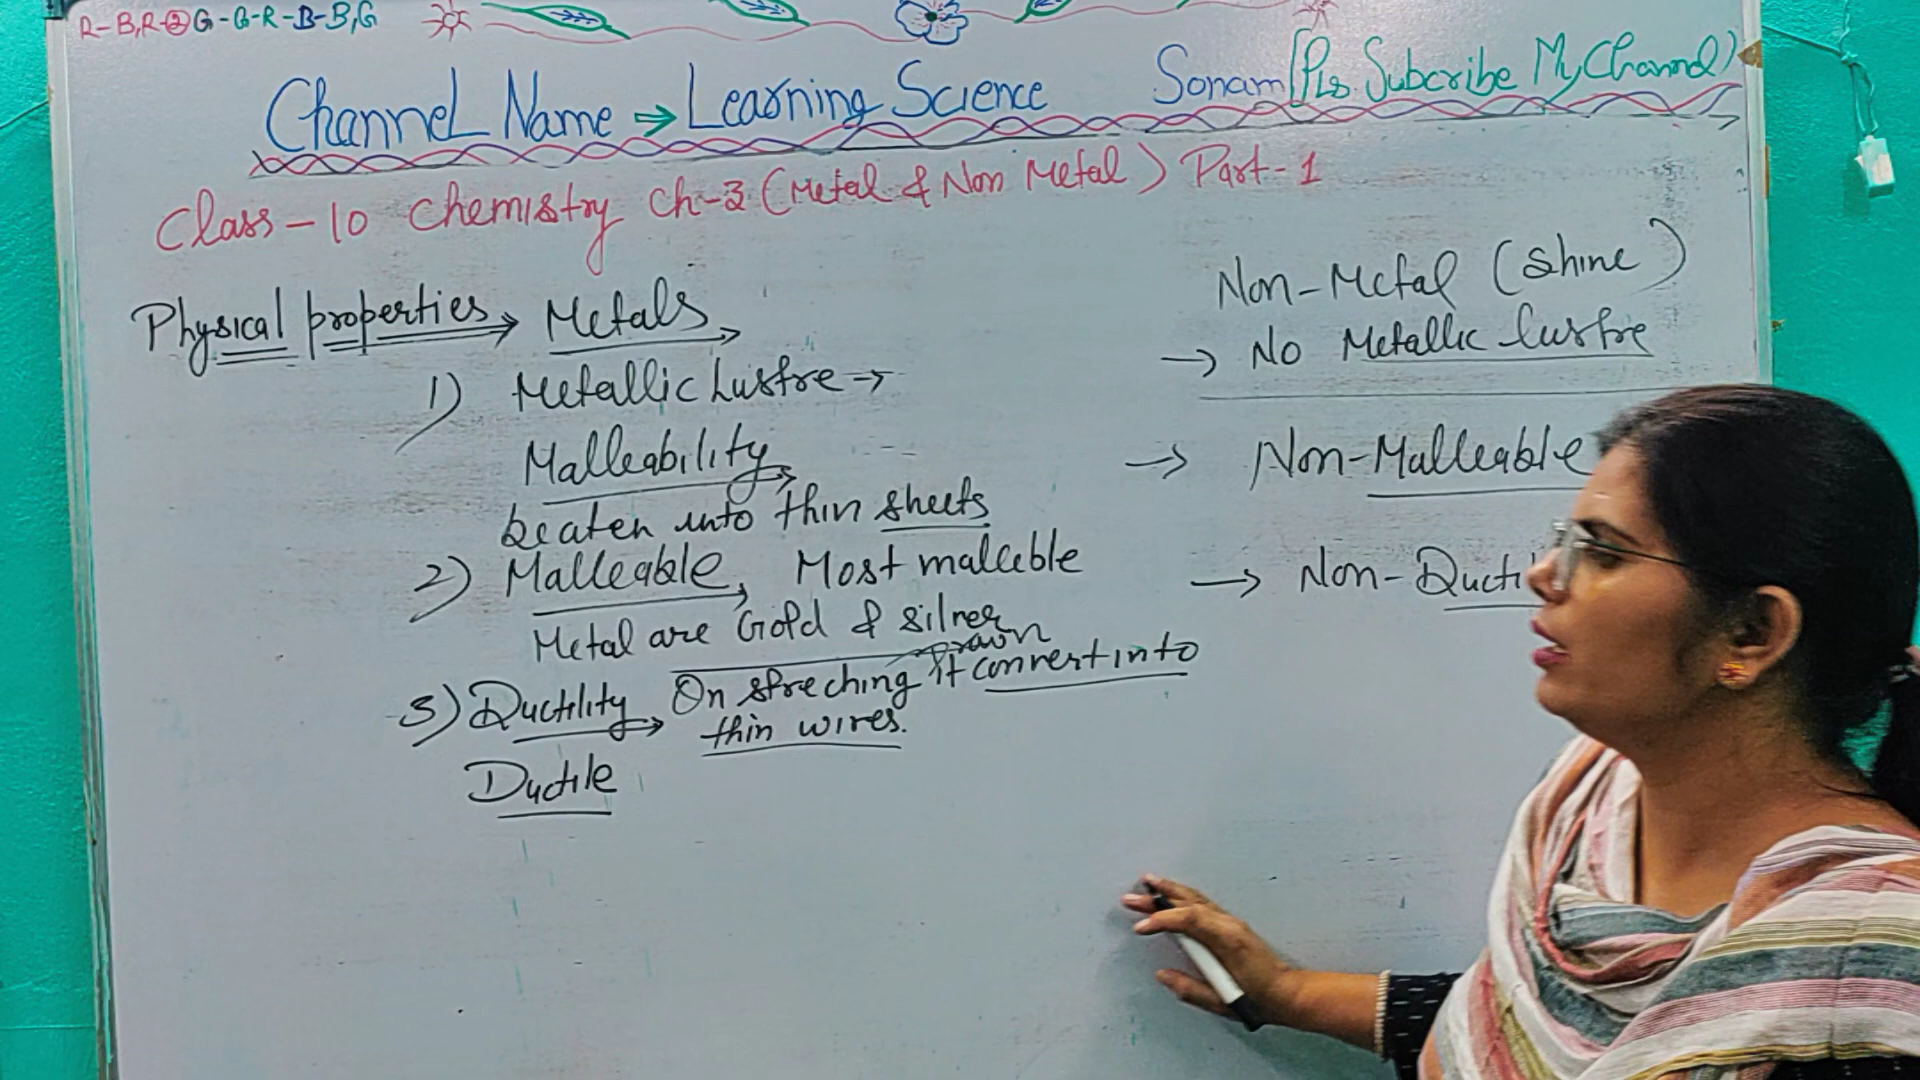 R-B,R-2 G-G-R-B-B,G
Channel Name → Learning Science Sonam (Pls. Subcribe My Channel)
Class-10 Chemistry Ch-3 (Metal & Non Metal) Part-1
Physical properties → Metals
Non-Metal (Shine)
1) Metallic Lustre →
→ No Metallic lustre
Malleability
→ Non-Malleable
beaten into thin sheets
2) Malleable, Most malleble
→ Non-Ducti
Metal are Gold & silver
3) Ductility → On streching it convert into
drawn
thin wires.
Ductile